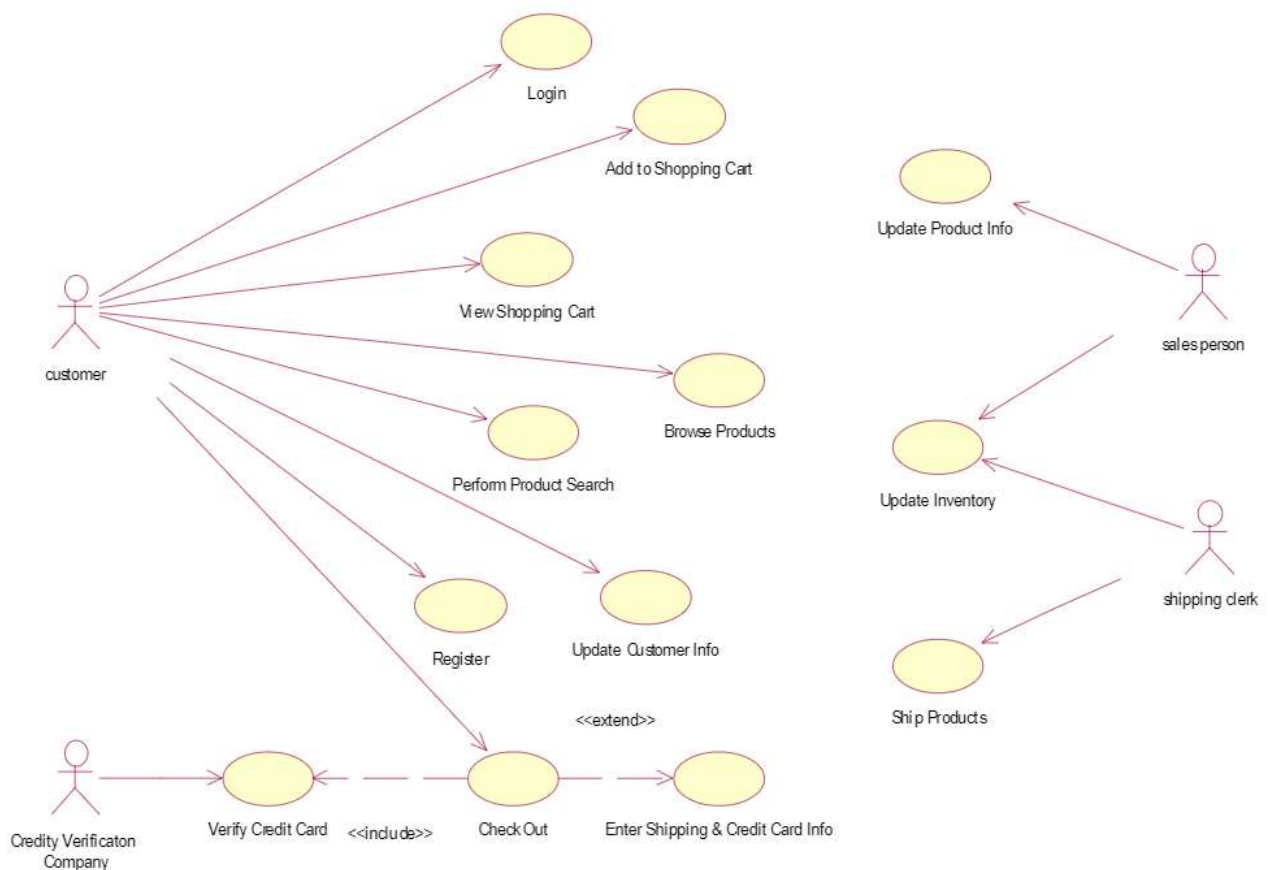 Login
Add to Shopping Cart
Update Product Info
View Shopping Cart
sales person
customer
Browse Products
Perform Product Search
Update Inventory
shipping clerk
Register
Update Customer Info
<<extend>>
Ship Products
Verify Credit Card
<<include>>
Check Out
Enter Shipping & Credit Card Info
Credity Verificaton
Company